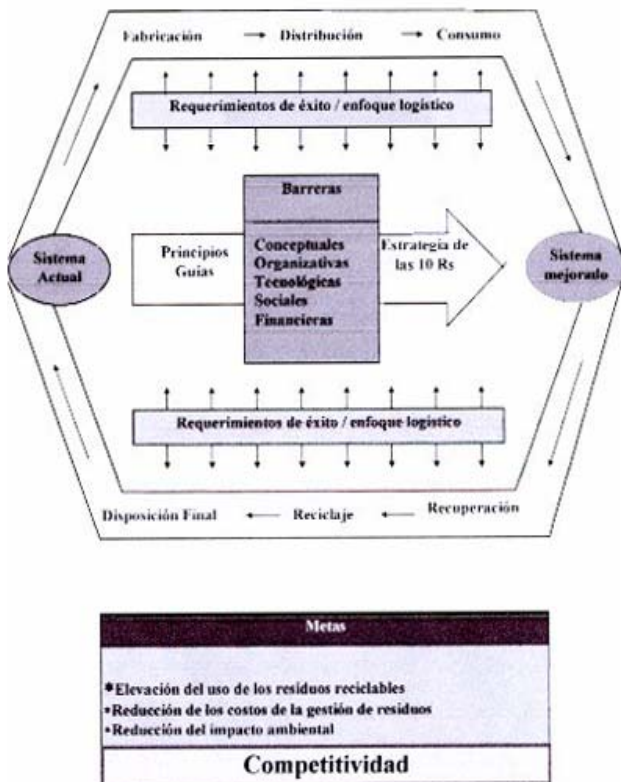 Fabricación → Distribución → Consumo
Requerimientos de éxito / enfoque logístico
Barreras
Sistema
Actual
Principios
Guias
Conceptuales
Organizativas
Tecnológicas
Sociales
Financieras
Estrategia de
las 10 Rs
Sistema
mejorado
Requerimientos de éxito / enfoque logístico
Disposición Final ← Reciclaje ← Recuperación
Metas
*Elevación del uso de los residuos reciclables
•Reducción de los costos de la gestión de residuos
•Reducción del impacto ambiental
Competitividad